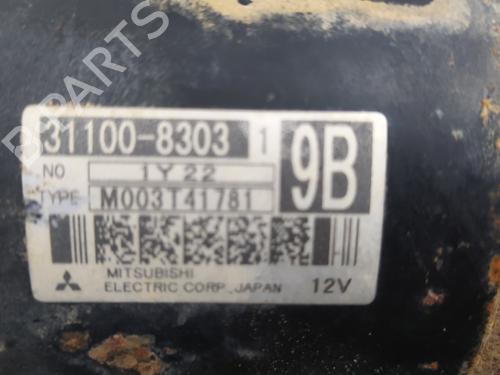 31100-8303 1
9B
NO 1Y22
TYPE M003T41781
MITSUBISHI
ELECTRIC CORP. JAPAN 12V
B-PARTS